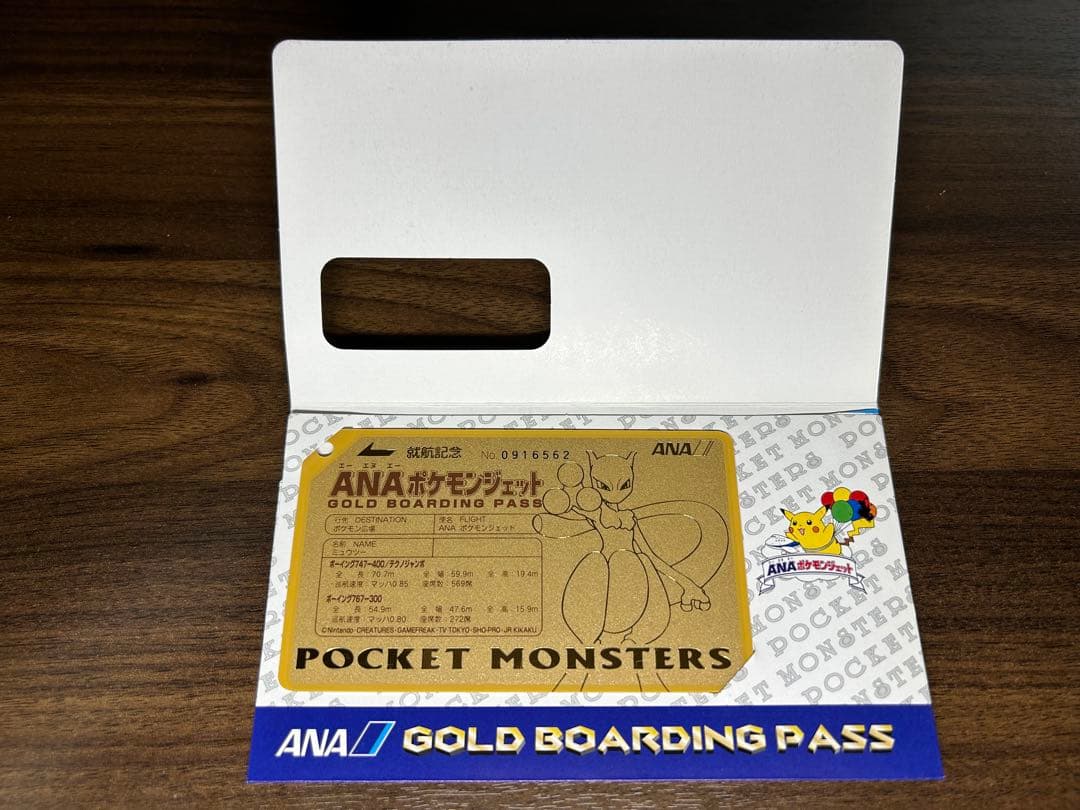 就航記念 No. 0916562 ANA
エー エヌ エー
ANAポケモンジェット
GOLD BOARDING PASS
行先 DESTINATION
ポケモン広場
便名 FLIGHT
ANA ポケモンジェット
名前 NAME
ミュウツー
ボーイング747-400/テクノジャンボ
全 長:70.7m 全 幅:59.9m 全 高:19.4m
巡航速度:マッハ0.85 座席数:569席
ボーイング767-300
全 長:54.9m 全 幅:47.6m 全 高:15.9m
巡航速度:マッハ0.80 座席数:272席
©Nintendo・CREATURES・GAMEFREAK・TV TOKYO・SHO-PRO・JR KIKAKU
POCKET MONSTERS
ANAポケモンジェット
POCKET MONSTERS
POCKET MONSTERS
POCKET MONSTERS
ANA GOLD BOARDING PASS